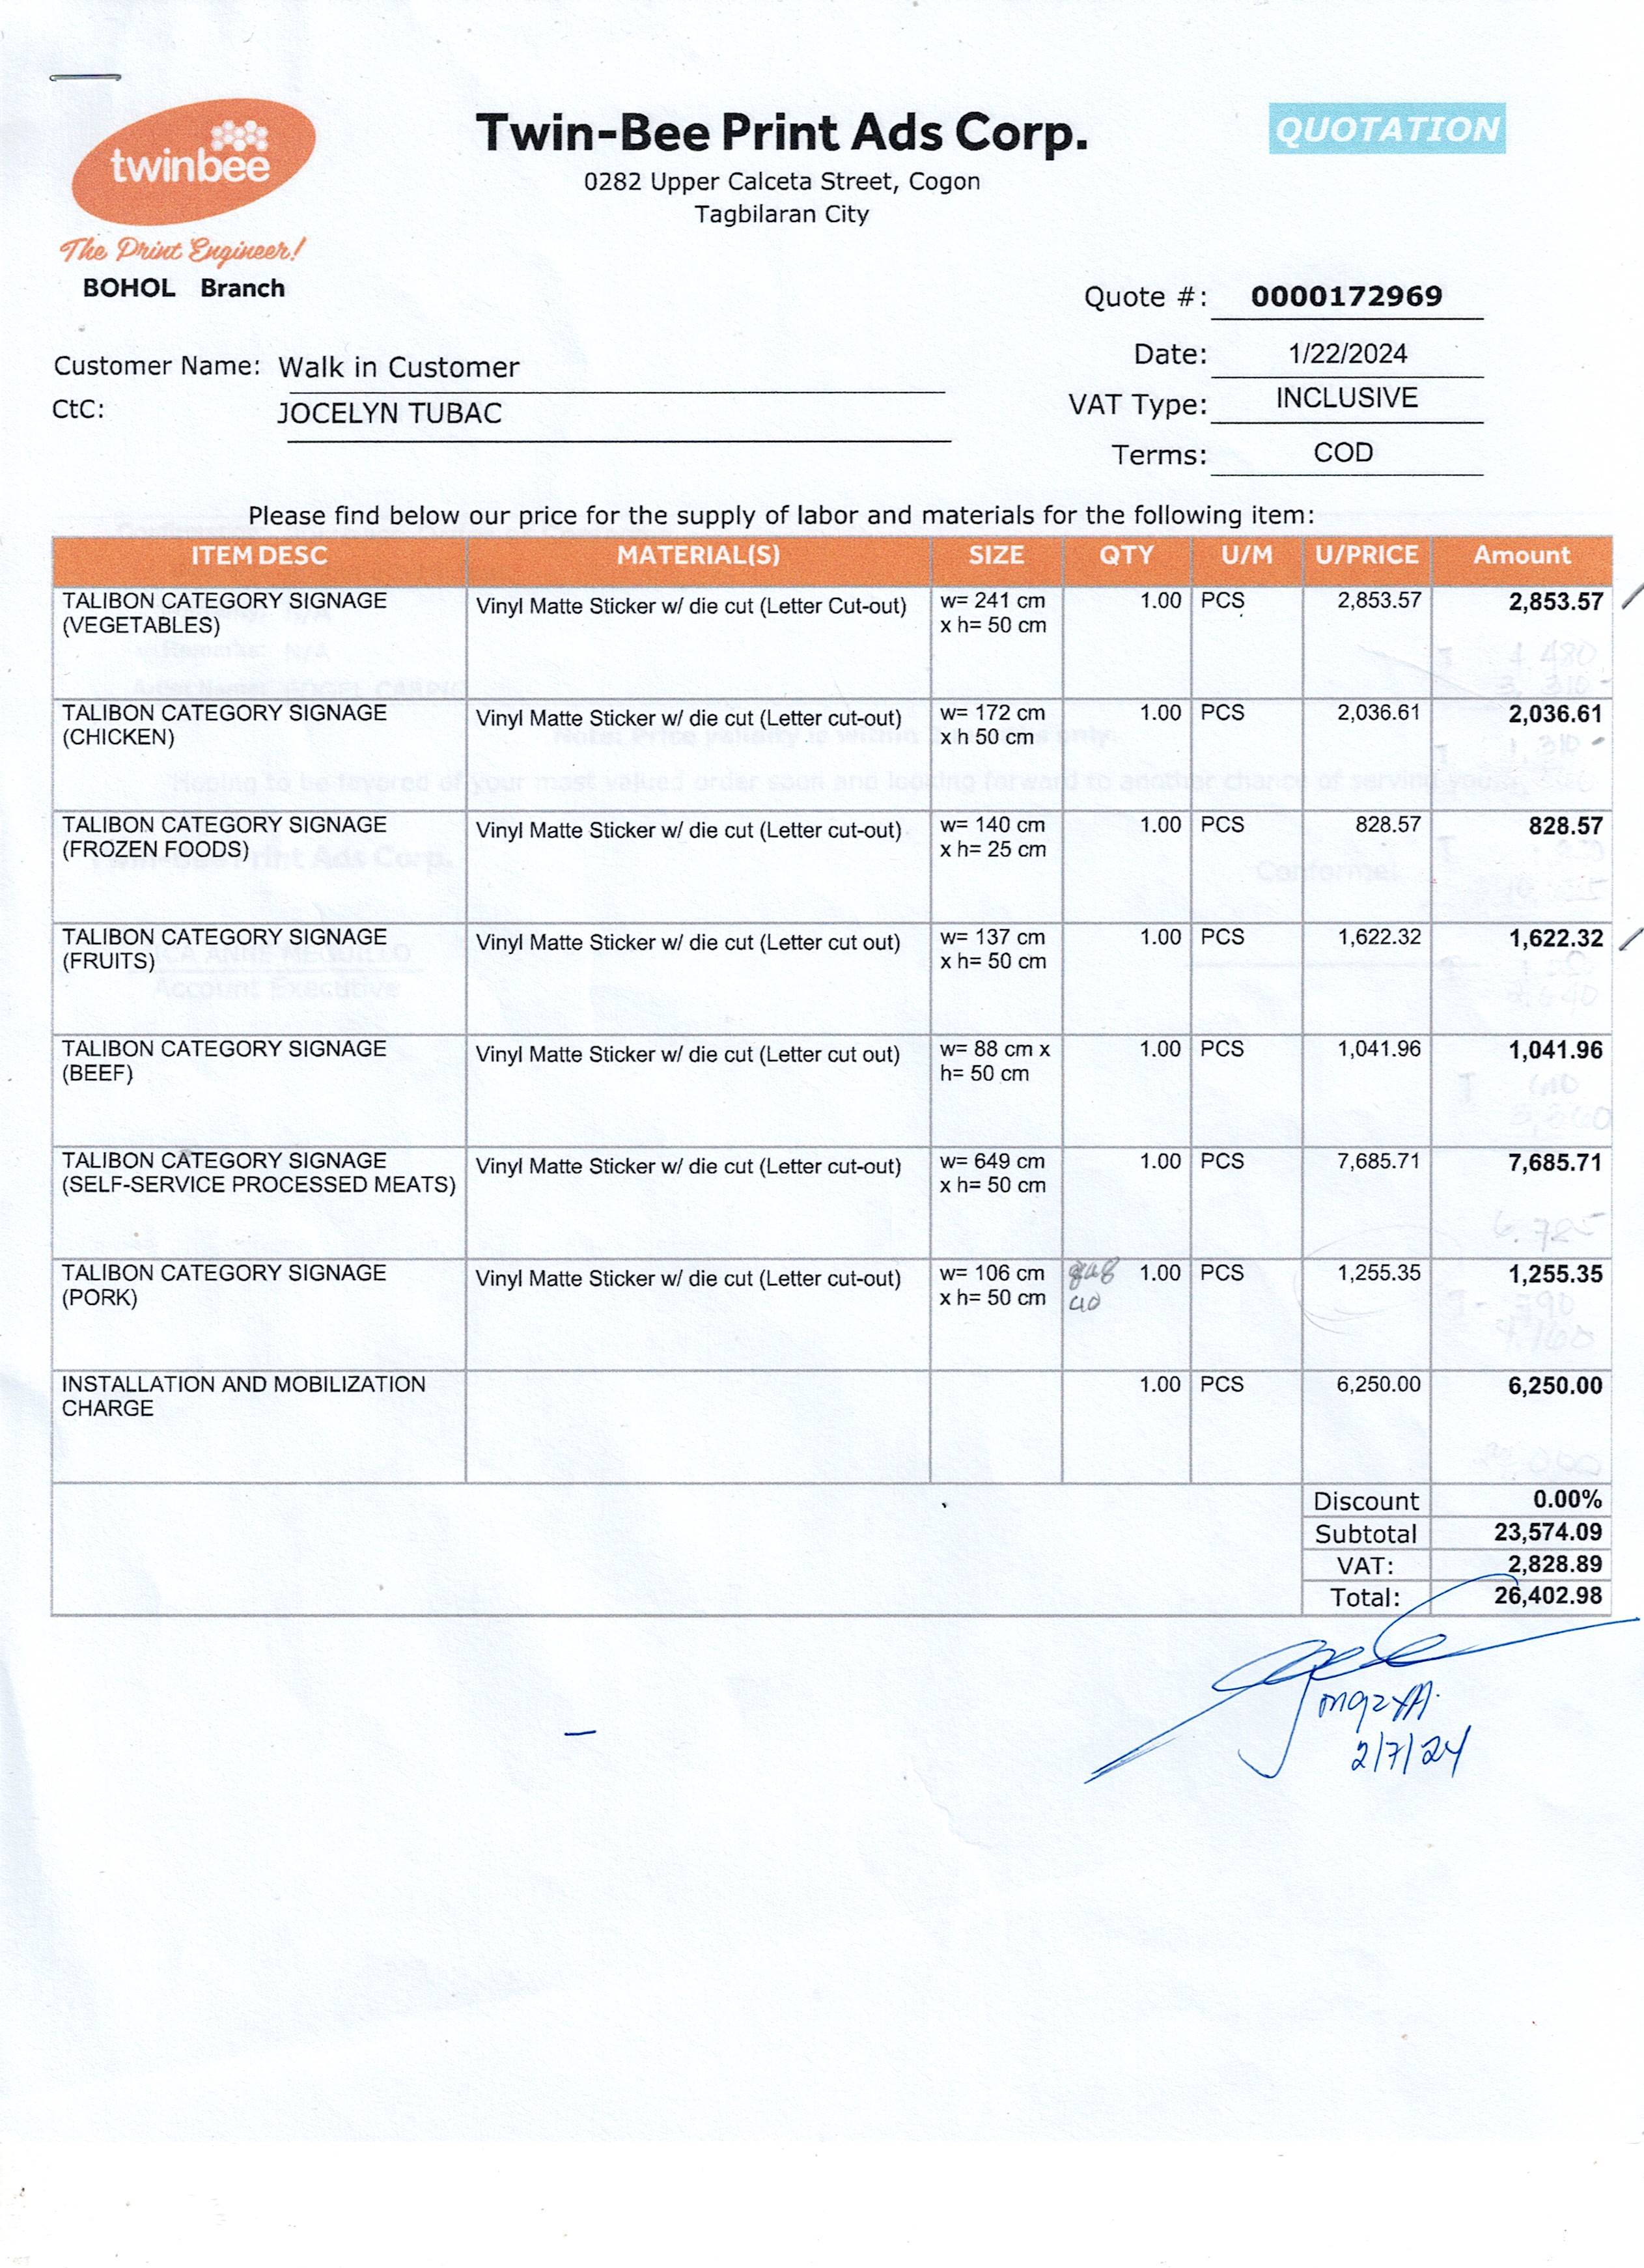 twinbee
The Print Engineer!
BOHOL Branch
Twin-Bee Print Ads Corp.
0282 Upper Calceta Street, Cogon
Tagbilaran City
QUOTATION
Quote #: 0000172969
Date: 1/22/2024
VAT Type: INCLUSIVE
Terms: COD
Customer Name: Walk in Customer
CtC: JOCELYN TUBAC
Please find below our price for the supply of labor and materials for the following item:
ITEM DESC MATERIAL(S) SIZE QTY U/M U/PRICE Amount
TALIBON CATEGORY SIGNAGE Vinyl Matte Sticker w/ die cut (Letter Cut-out) w= 241 cm 1.00 PCS 2,853.57 2,853.57
(VEGETABLES) x h= 50 cm
TALIBON CATEGORY SIGNAGE Vinyl Matte Sticker w/ die cut (Letter cut-out) w= 172 cm 1.00 PCS 2,036.61 2,036.61
(CHICKEN) x h 50 cm
TALIBON CATEGORY SIGNAGE Vinyl Matte Sticker w/ die cut (Letter cut-out) w= 140 cm 1.00 PCS 828.57 828.57
(FROZEN FOODS) x h= 25 cm
TALIBON CATEGORY SIGNAGE Vinyl Matte Sticker w/ die cut (Letter cut out) w= 137 cm 1.00 PCS 1,622.32 1,622.32
(FRUITS) x h= 50 cm
TALIBON CATEGORY SIGNAGE Vinyl Matte Sticker w/ die cut (Letter cut out) w= 88 cm x 1.00 PCS 1,041.96 1,041.96
(BEEF) h= 50 cm
TALIBON CATEGORY SIGNAGE Vinyl Matte Sticker w/ die cut (Letter cut-out) w= 649 cm 1.00 PCS 7,685.71 7,685.71
(SELF-SERVICE PROCESSED MEATS) x h= 50 cm
TALIBON CATEGORY SIGNAGE Vinyl Matte Sticker w/ die cut (Letter cut-out) w= 106 cm 1.00 PCS 1,255.35 1,255.35
(PORK) x h= 50 cm
INSTALLATION AND MOBILIZATION 1.00 PCS 6,250.00 6,250.00
CHARGE
Discount 0.00%
Subtotal 23,574.09
VAT: 2,828.89
Total: 26,402.98
2/7/24